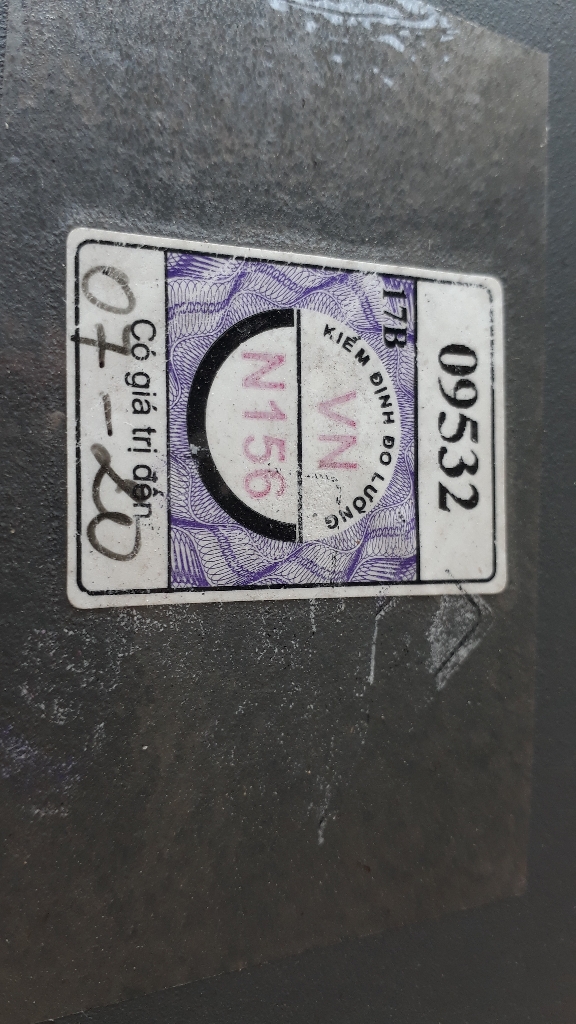 09532
17B
KIỂM ĐỊNH ĐO LƯỜNG
VN
N156
Có giá trị đến
07-20